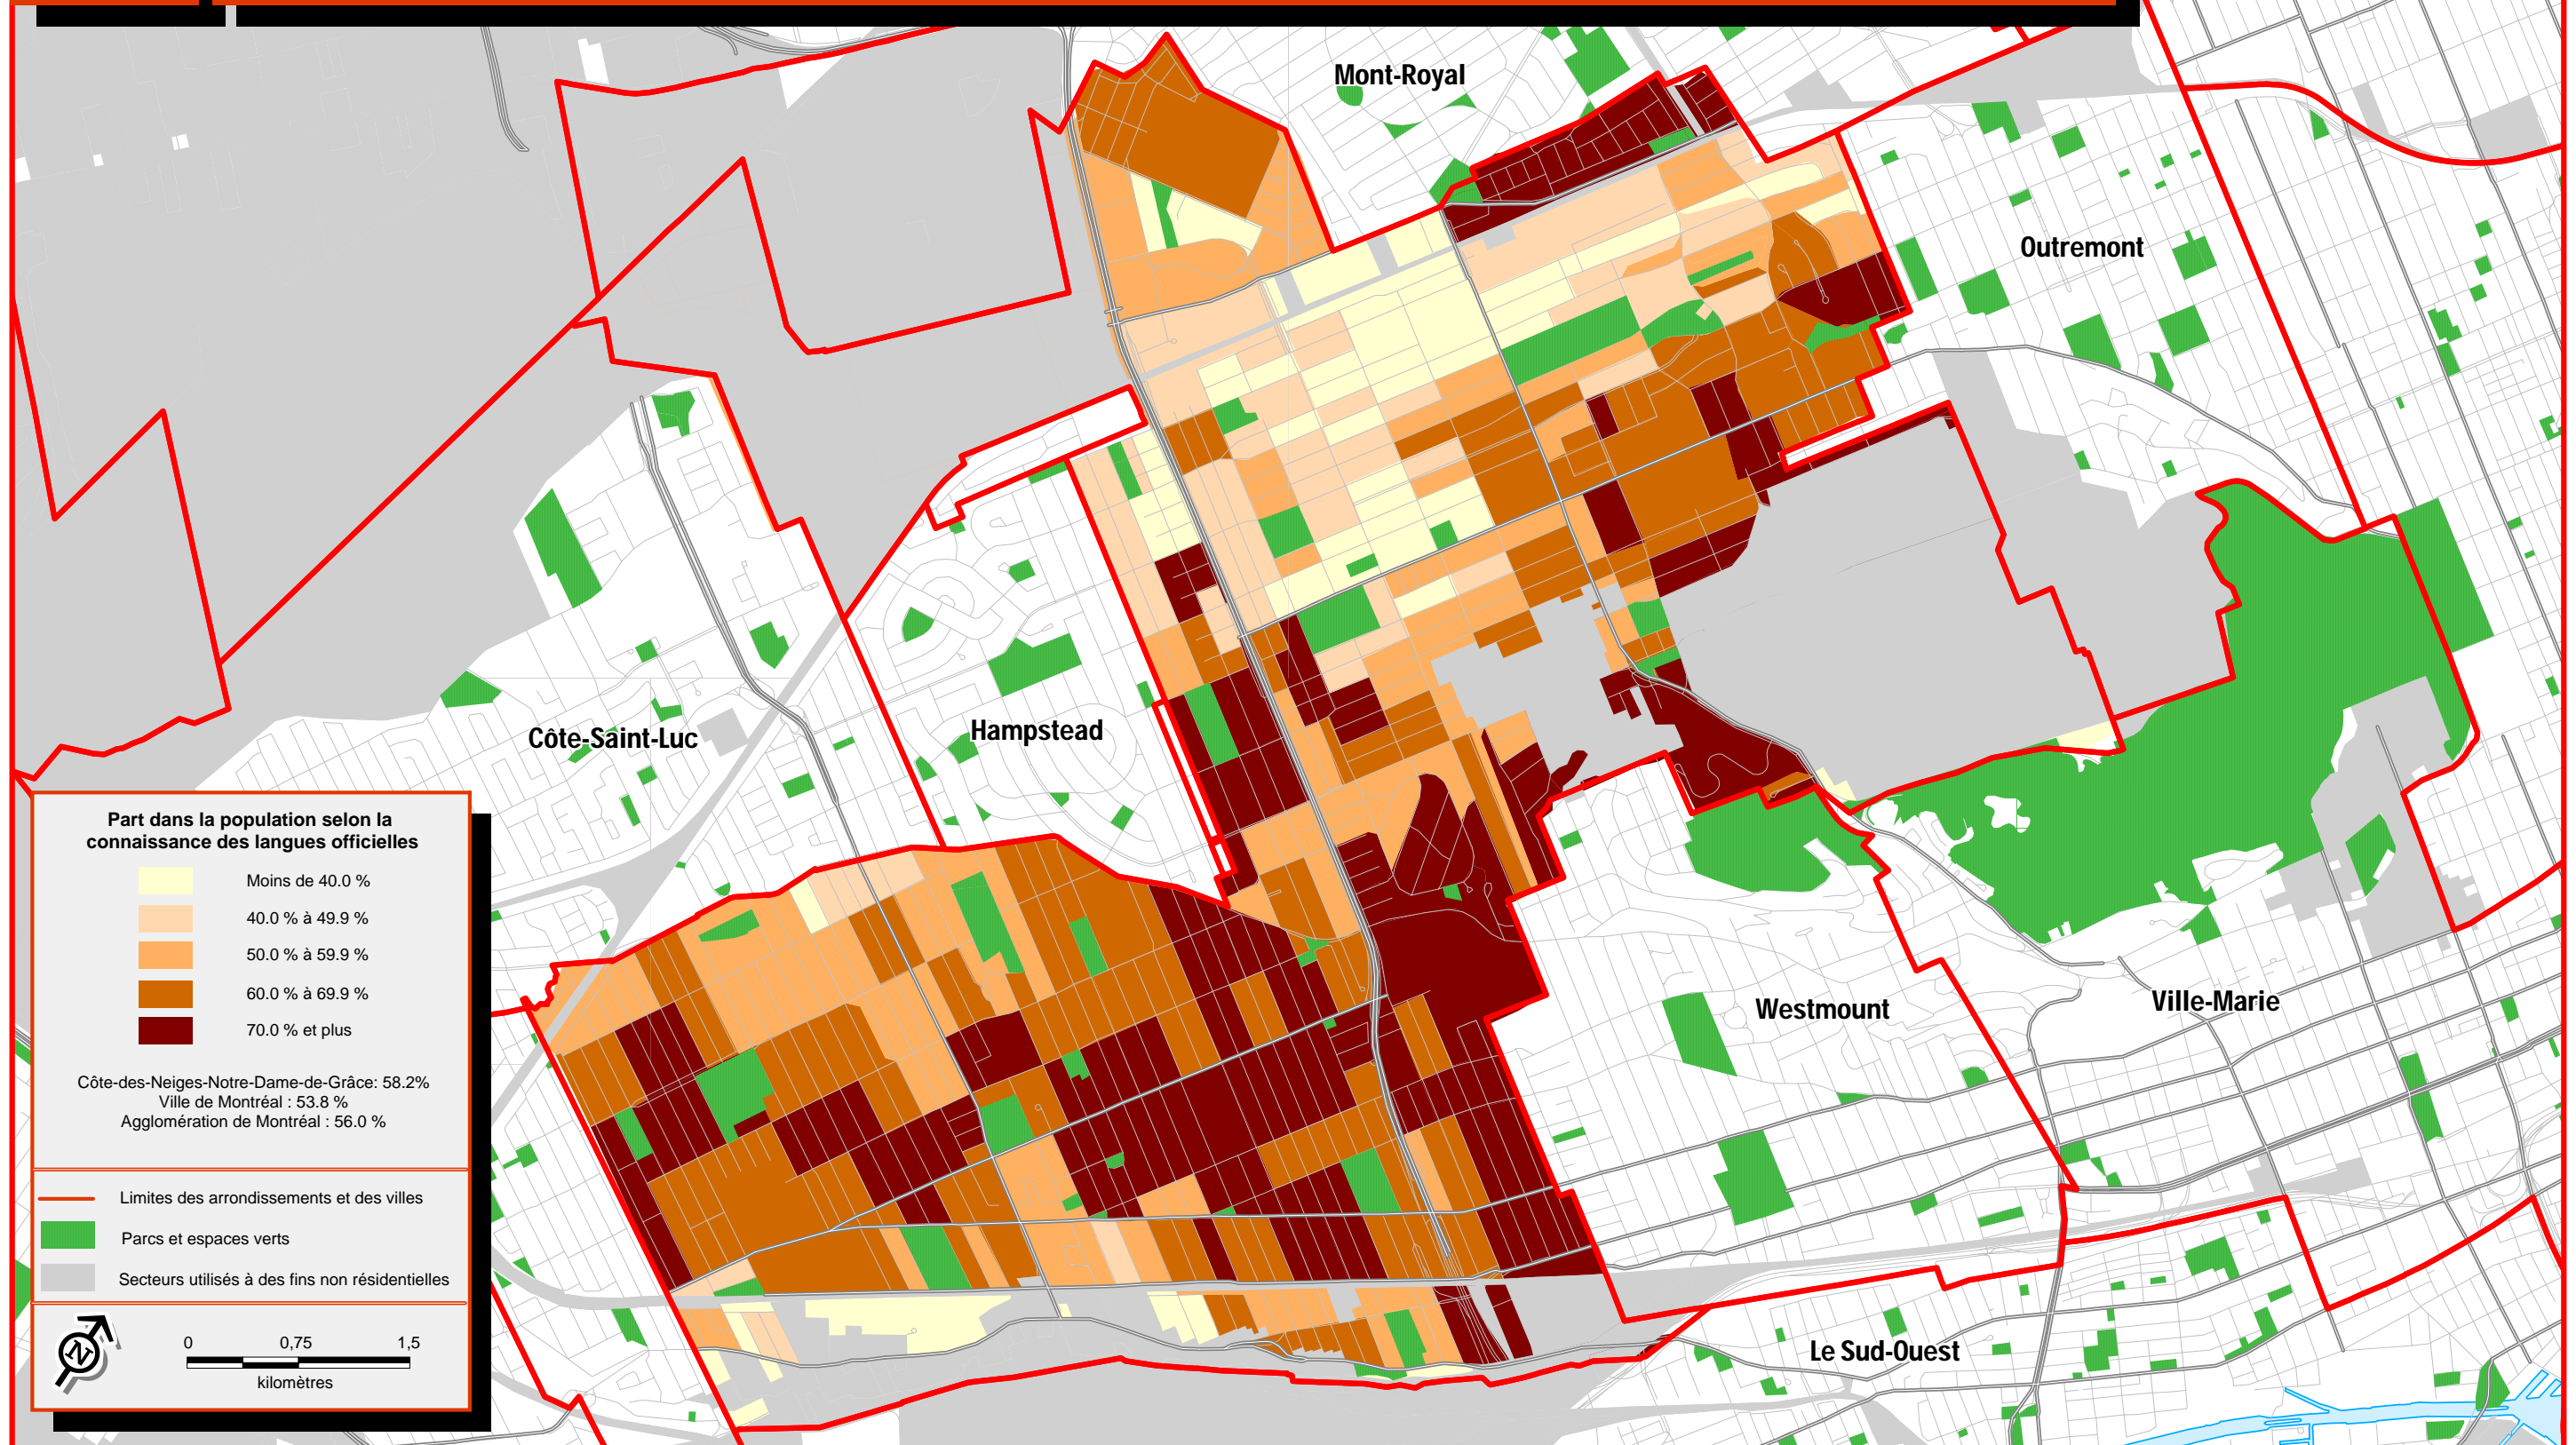 Mont-Royal
Outremont
Côte-Saint-Luc
Hampstead
Westmount
Ville-Marie
Le Sud-Ouest
Part dans la population selon la
connaissance des langues officielles
Moins de 40.0 %
40.0 % à 49.9 %
50.0 % à 59.9 %
60.0 % à 69.9 %
70.0 % et plus
Côte-des-Neiges-Notre-Dame-de-Grâce: 58.2%
Ville de Montréal : 53.8 %
Agglomération de Montréal : 56.0 %
Limites des arrondissements et des villes
Parcs et espaces verts
Secteurs utilisés à des fins non résidentielles
N
0 0,75 1,5
kilomètres